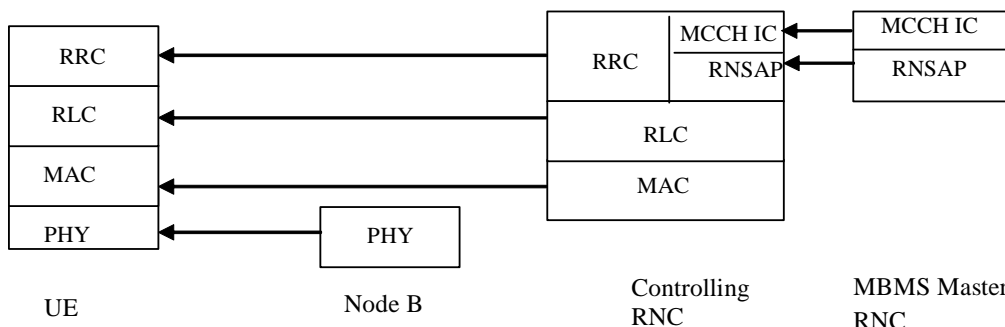 RRC
RLC
MAC
PHY
UE
PHY
Node B
RRC
MCCH IC
RNSAP
RLC
MAC
Controlling
RNC
MCCH IC
RNSAP
MBMS Master
RNC